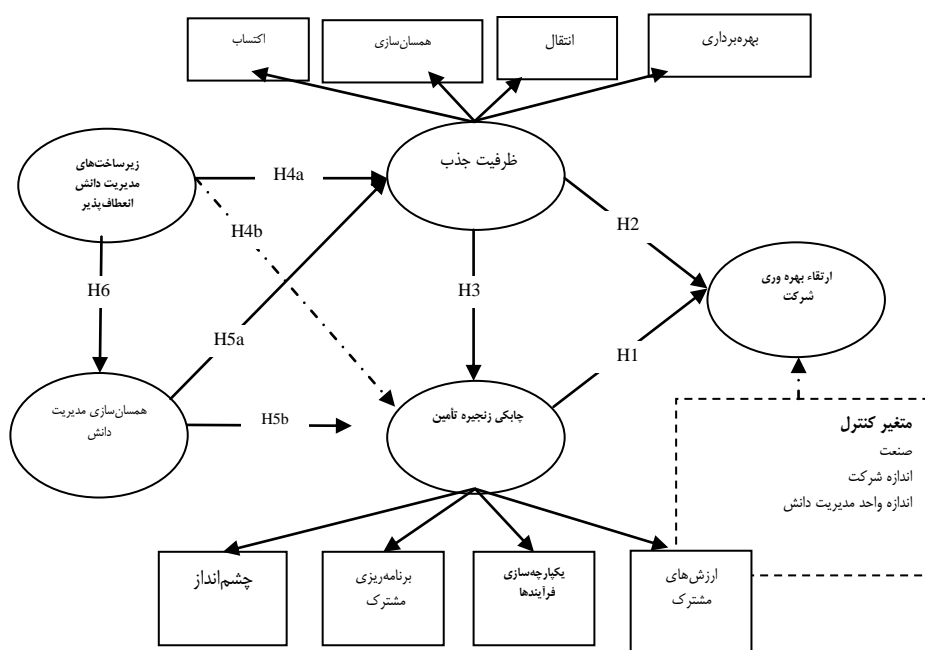 بهره‌برداری
انتقال
همسان‌سازی
اکتساب
ظرفیت جذب
زیرساخت‌های
مدیریت دانش
انعطاف‌پذیر
H4a
H4b
H2
H6
H3
ارتقاء بهره وری
شرکت
H5a
H1
همسان‌سازی مدیریت
دانش
H5b
چابکی زنجیره تأمین
متغیر کنترل
صنعت
اندازه شرکت
اندازه واحد مدیریت دانش
ارزش‌های
مشترک
یکپارچه‌سازی
فرآیندها
برنامه‌ریزی
مشترک
چشم‌انداز